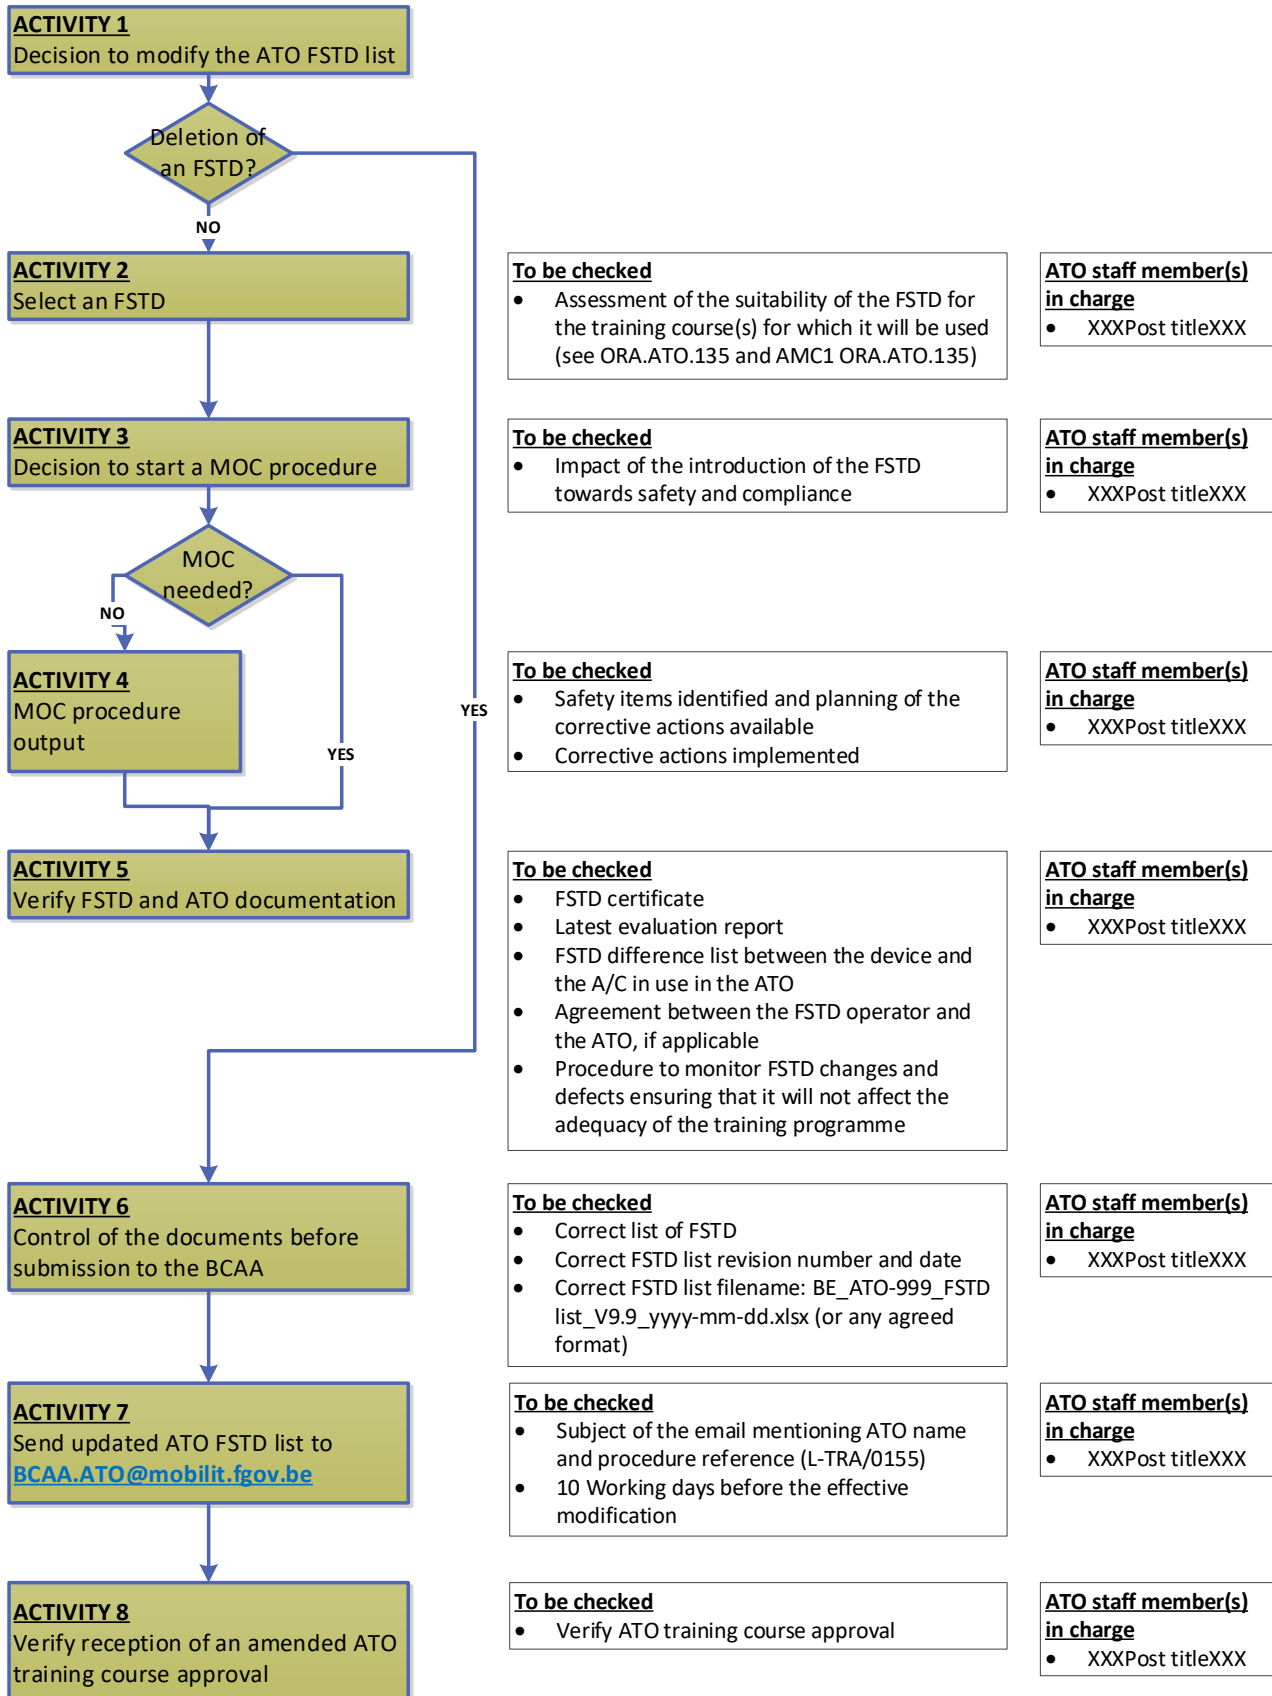 ACTIVITY 1
Decision to modify the ATO FSTD list
Deletion of
an FSTD?
NO
ACTIVITY 2
Select an FSTD
To be checked
• Assessment of the suitability of the FSTD for
the training course(s) for which it will be used
(see ORA.ATO.135 and AMC1 ORA.ATO.135)
ATO staff member(s)
in charge
• XXXPost titleXXX
ACTIVITY 3
Decision to start a MOC procedure
To be checked
• Impact of the introduction of the FSTD
towards safety and compliance
ATO staff member(s)
in charge
• XXXPost titleXXX
MOC
needed?
NO
ACTIVITY 4
MOC procedure
output
YES
YES
To be checked
• Safety items identified and planning of the
corrective actions available
• Corrective actions implemented
ATO staff member(s)
in charge
• XXXPost titleXXX
ACTIVITY 5
Verify FSTD and ATO documentation
To be checked
• FSTD certificate
• Latest evaluation report
• FSTD difference list between the device and
the A/C in use in the ATO
• Agreement between the FSTD operator and
the ATO, if applicable
• Procedure to monitor FSTD changes and
defects ensuring that it will not affect the
adequacy of the training programme
ATO staff member(s)
in charge
• XXXPost titleXXX
ACTIVITY 6
Control of the documents before
submission to the BCAA
To be checked
• Correct list of FSTD
• Correct FSTD list revision number and date
• Correct FSTD list filename: BE_ATO-999_FSTD
list_V9.9_yyyy-mm-dd.xlsx (or any agreed
format)
ATO staff member(s)
in charge
• XXXPost titleXXX
ACTIVITY 7
Send updated ATO FSTD list to
BCAA.ATO@mobilit.fgov.be
To be checked
• Subject of the email mentioning ATO name
and procedure reference (L-TRA/0155)
• 10 Working days before the effective
modification
ATO staff member(s)
in charge
• XXXPost titleXXX
ACTIVITY 8
Verify reception of an amended ATO
training course approval
To be checked
• Verify ATO training course approval
ATO staff member(s)
in charge
• XXXPost titleXXX